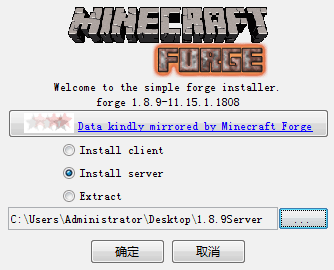 MINECRAFT
FORGE
Welcome to the simple forge installer.
forge 1.8.9-11.15.1.1808
Data kindly mirrored by Minecraft Forge
Install client
Install server
Extract
C:\Users\Administrator\Desktop\1.8.9Server ...
确定 取消